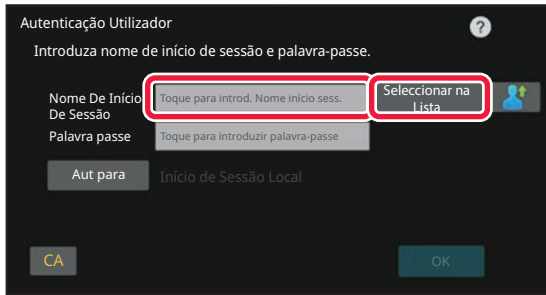 Autenticação Utilizador
?
Introduza nome de início de sessão e palavra-passe.
Nome De Início
De Sessão
Toque para introd. Nome início sess.
Seleccionar na
Lista
Palavra passe
Toque para introduzir palavra-passe
Aut para
Início de Sessão Local
CA
OK